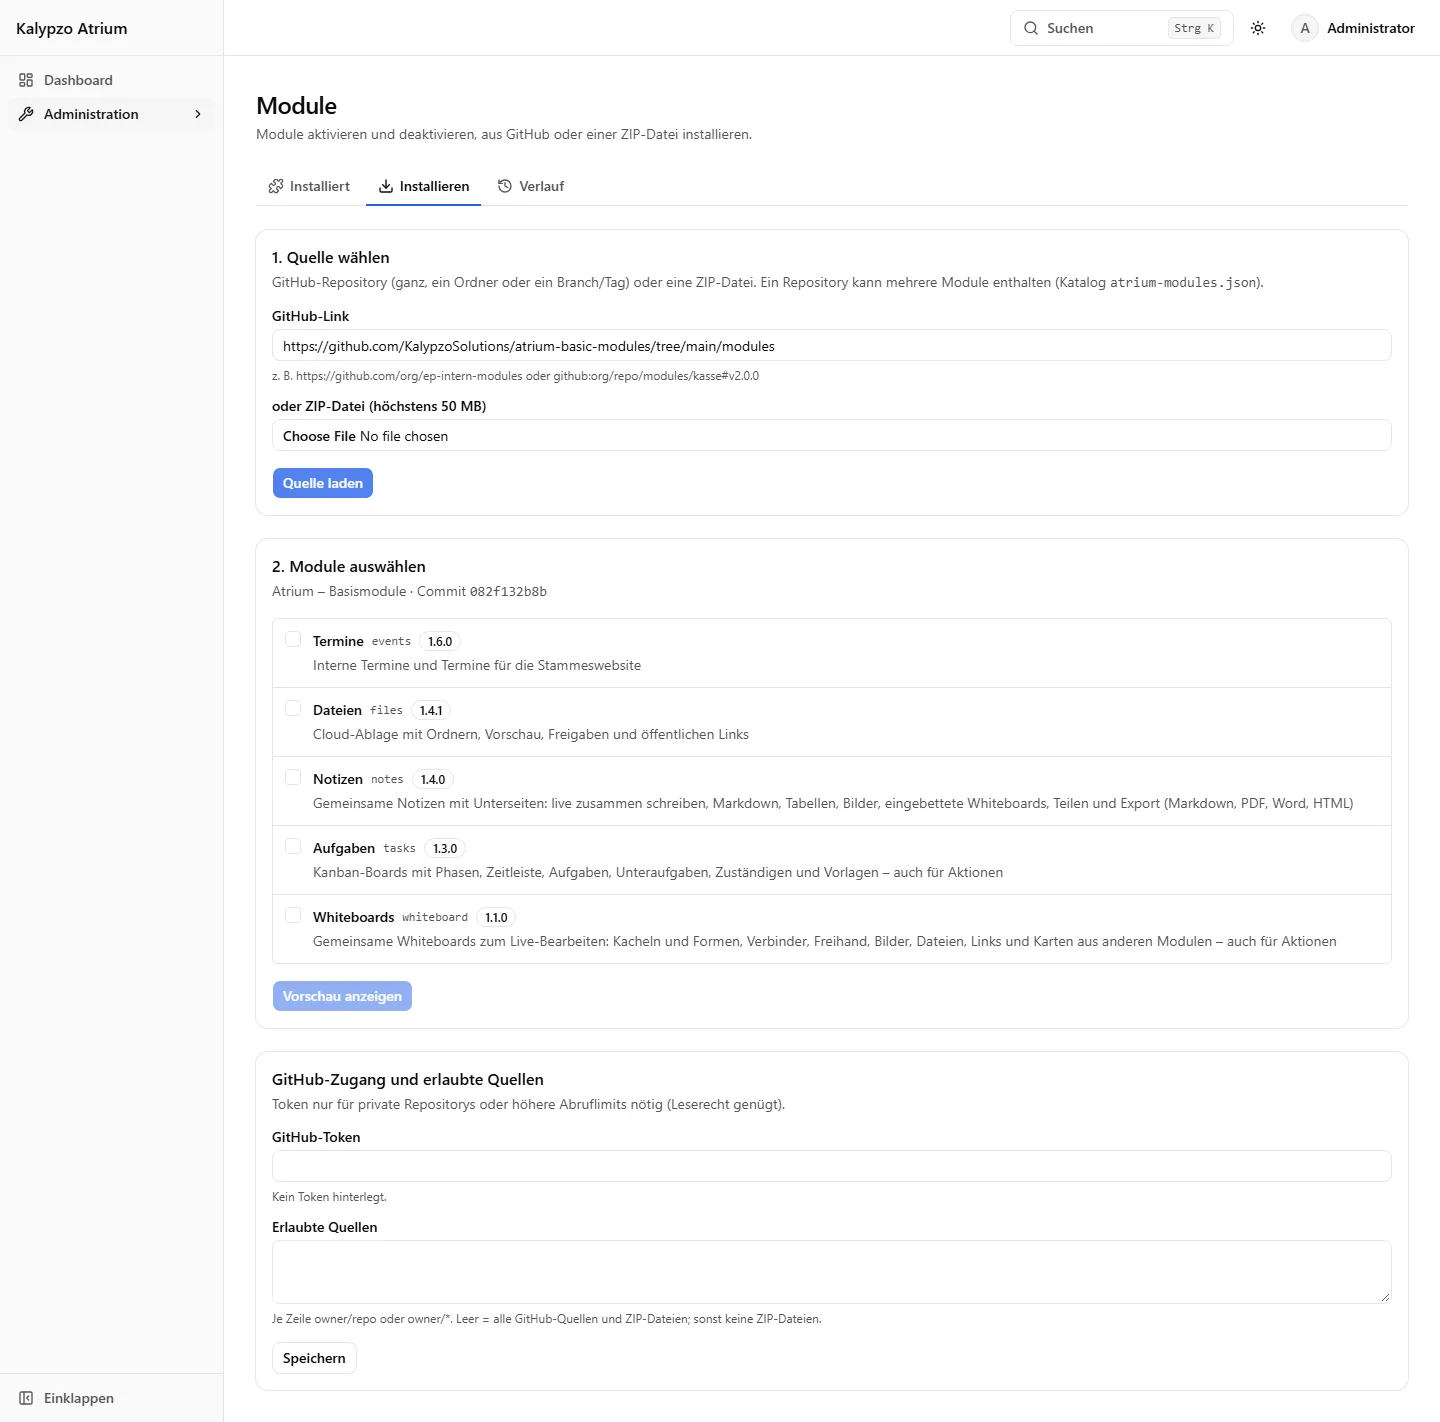 Kalypzo Atrium
Suchen
Strg K
A
Administrator
Dashboard
Administration
Module
Module aktivieren und deaktivieren, aus GitHub oder einer ZIP-Datei installieren.
Installiert
Installieren
Verlauf
1. Quelle wählen
GitHub-Repository (ganz, ein Ordner oder ein Branch/Tag) oder eine ZIP-Datei. Ein Repository kann mehrere Module enthalten (Katalog atrium-modules.json).
GitHub-Link
https://github.com/KalypzoSolutions/atrium-basic-modules/tree/main/modules
z. B. https://github.com/org/ep-intern-modules oder github:org/repo/modules/kasse#v2.0.0
oder ZIP-Datei (höchstens 50 MB)
Choose File No file chosen
Quelle laden
2. Module auswählen
Atrium – Basismodule · Commit 082f132b8b
Termine events 1.6.0
Interne Termine und Termine für die Stammeswebsite
Dateien files 1.4.1
Cloud-Ablage mit Ordnern, Vorschau, Freigaben und öffentlichen Links
Notizen notes 1.4.0
Gemeinsame Notizen mit Unterseiten: live zusammen schreiben, Markdown, Tabellen, Bilder, eingebettete Whiteboards, Teilen und Export (Markdown, PDF, Word, HTML)
Aufgaben tasks 1.3.0
Kanban-Boards mit Phasen, Zeitleiste, Aufgaben, Unteraufgaben, Zuständigen und Vorlagen – auch für Aktionen
Whiteboards whiteboard 1.1.0
Gemeinsame Whiteboards zum Live-Bearbeiten: Kacheln und Formen, Verbinder, Freihand, Bilder, Dateien, Links und Karten aus anderen Modulen – auch für Aktionen
Vorschau anzeigen
GitHub-Zugang und erlaubte Quellen
Token nur für private Repositorys oder höhere Abruflimits nötig (Leserecht genügt).
GitHub-Token
Kein Token hinterlegt.
Erlaubte Quellen
Je Zeile owner/repo oder owner/*. Leer = alle GitHub-Quellen und ZIP-Dateien; sonst keine ZIP-Dateien.
Speichern
Einklappen